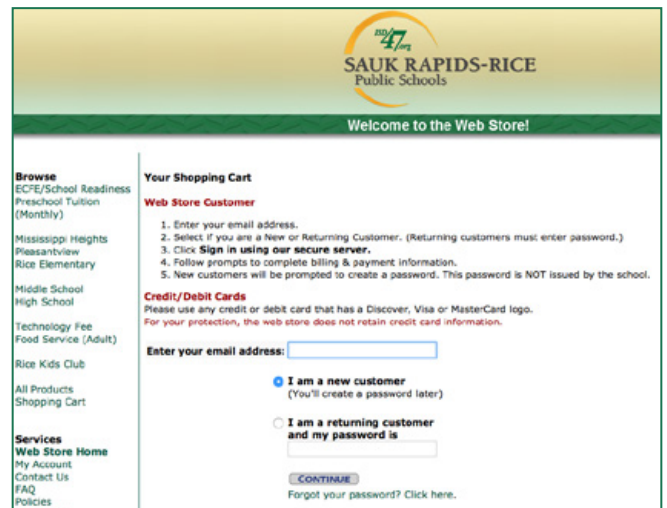 ISD 47.org
SAUK RAPIDS-RICE
Public Schools
Welcome to the Web Store!
Browse
ECFE/School Readiness
Preschool Tuition
(Monthly)
Mississippi Heights
Pleasantview
Rice Elementary
Middle School
High School
Technology Fee
Food Service (Adult)
Rice Kids Club
All Products
Shopping Cart
Services
Web Store Home
My Account
Contact Us
FAQ
Policies
Your Shopping Cart
Web Store Customer
1. Enter your email address.
2. Select if you are a New or Returning Customer. (Returning customers must enter password.)
3. Click Sign in using our secure server.
4. Follow prompts to complete billing & payment information.
5. New customers will be prompted to create a password. This password is NOT issued by the school.
Credit/Debit Cards
Please use any credit or debit card that has a Discover, Visa or MasterCard logo.
For your protection, the web store does not retain credit card information.
Enter your email address:
I am a new customer
(You'll create a password later)
I am a returning customer
and my password is
CONTINUE
Forgot your password? Click here.